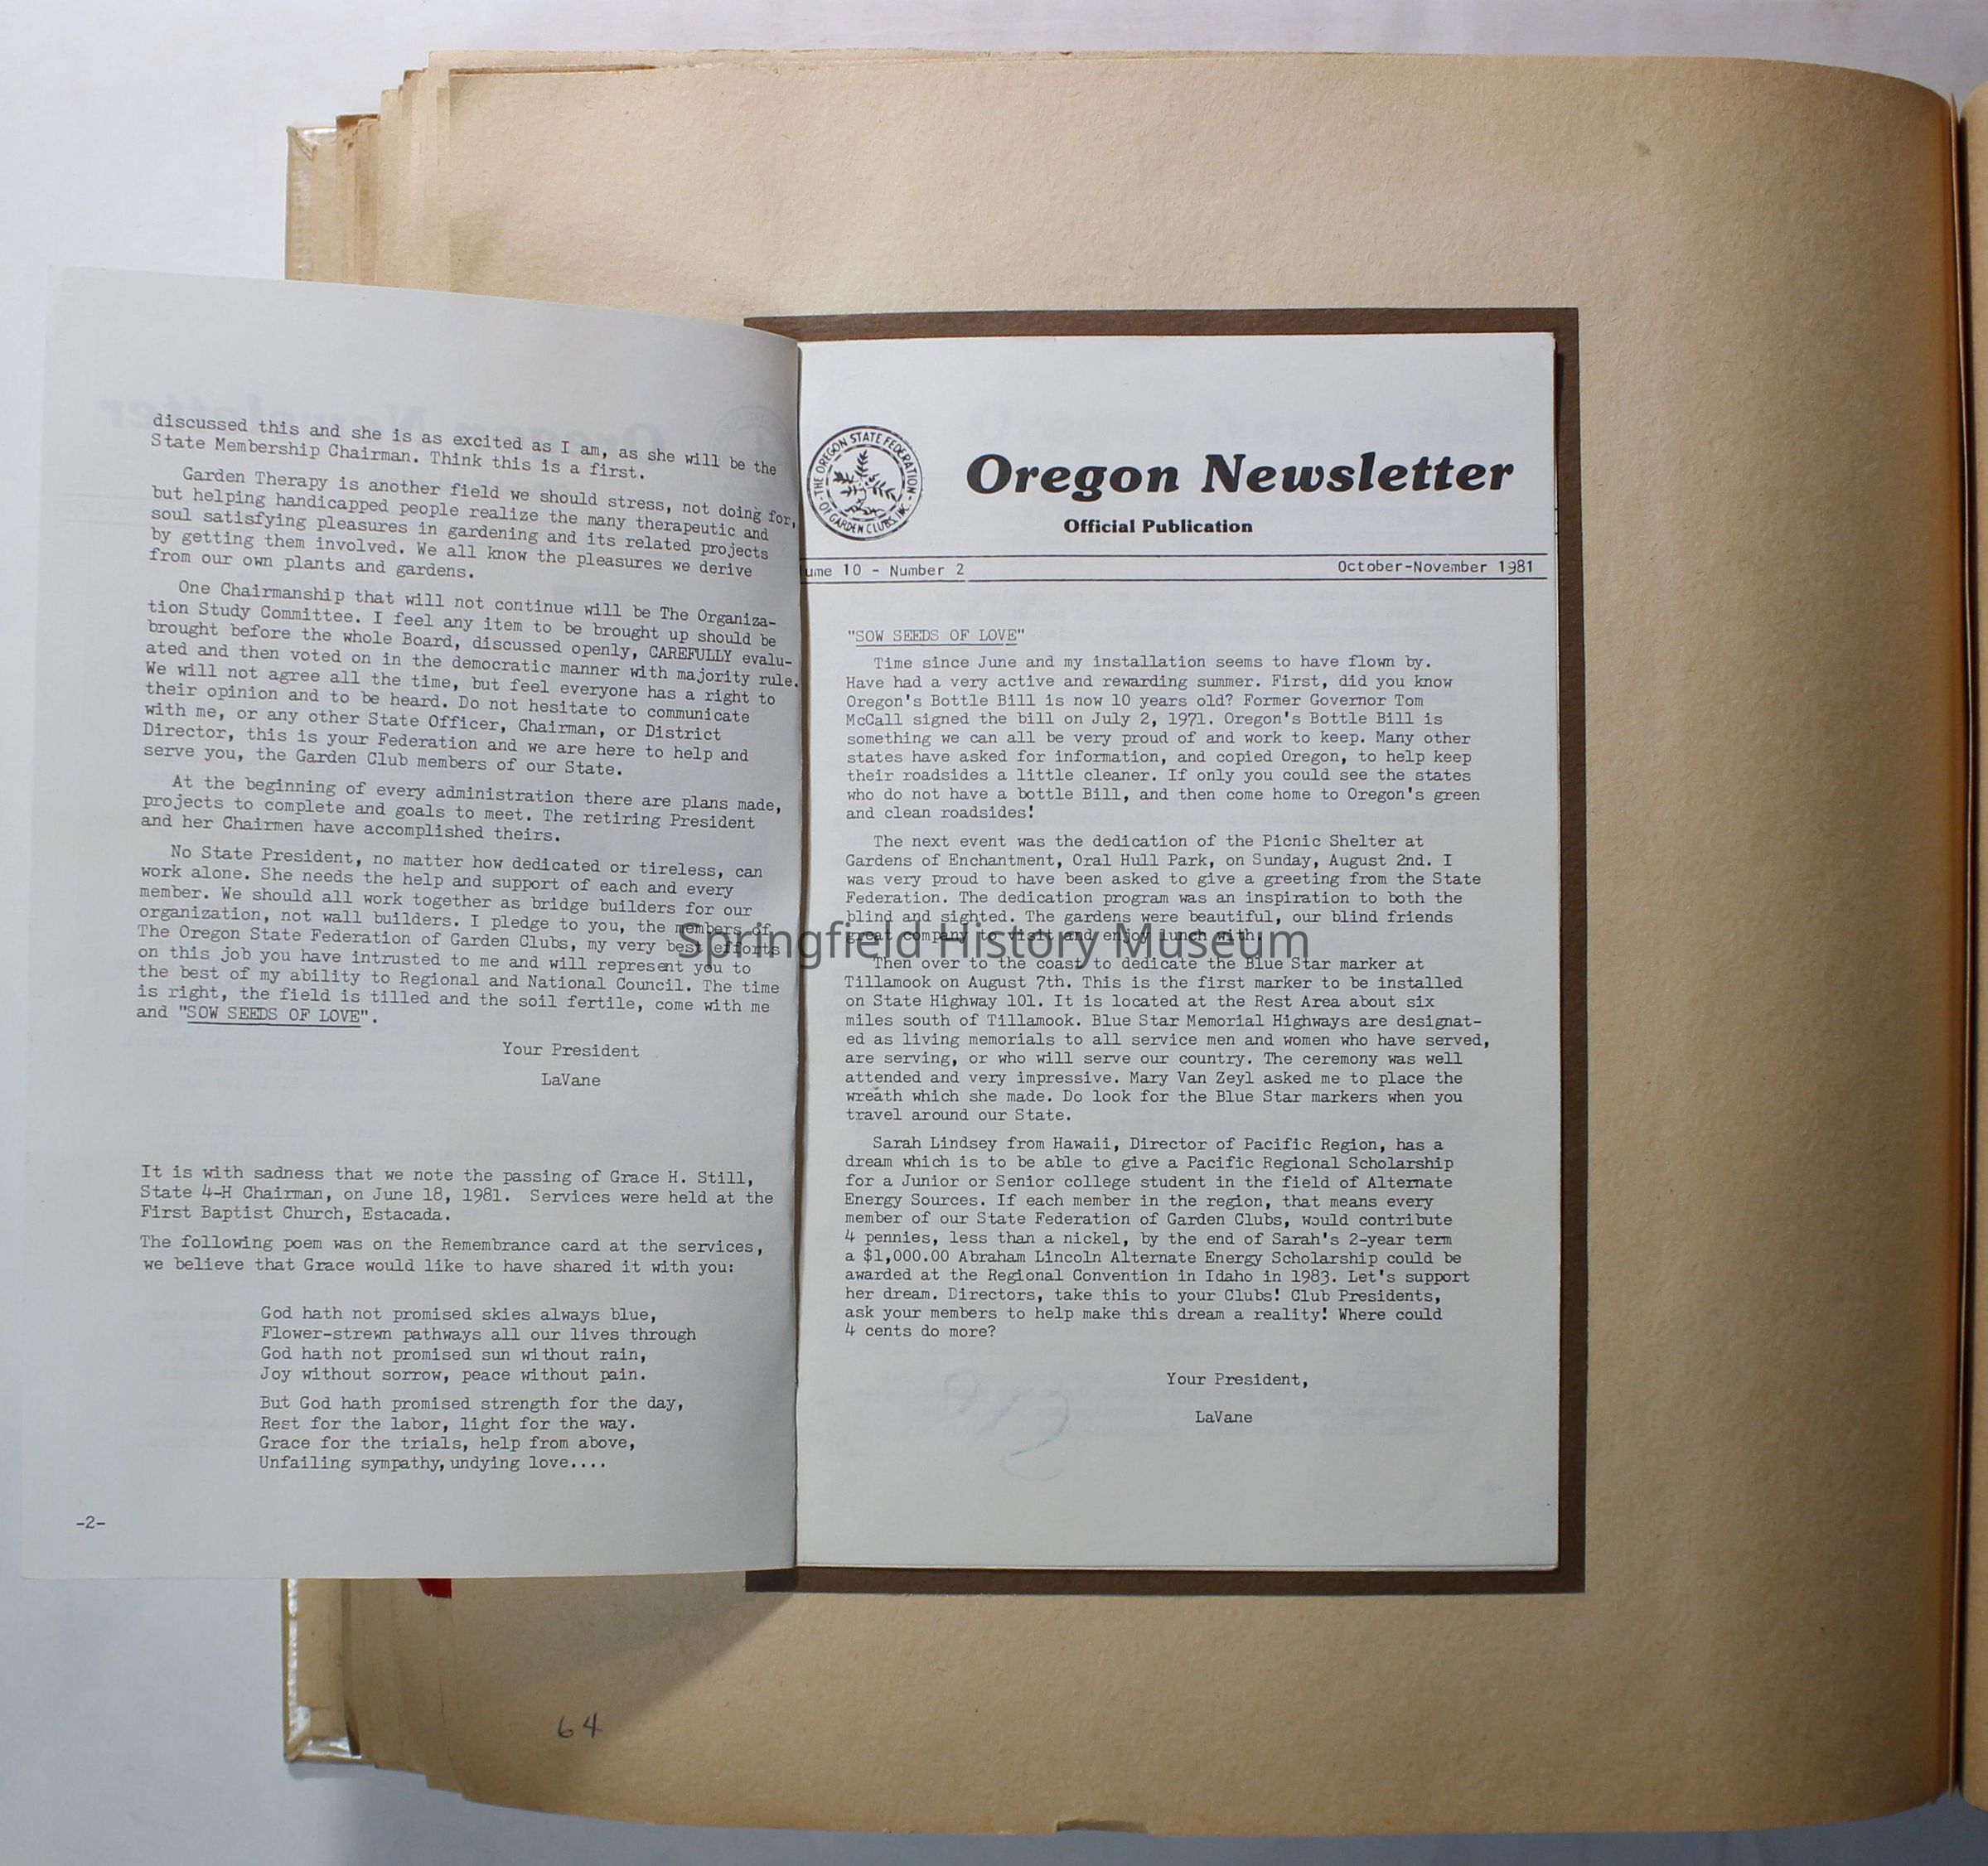 discussed this and she is as excited as I am, as she will be the
State Membership Chairman. Think this is a first.
Garden Therapy is another field we should stress, not doing for,
but helping handicapped people realize the many therapeutic and
soul satisfying pleasures in gardening and its related projects
by getting them involved. We all know the pleasures we derive
from our own plants and gardens.
One Chairmanship that will not continue will be The Organiza-
tion Study Committee. I feel any item to be brought up should be
brought before the whole Board, discussed openly, CAREFULLY evalu-
ated and then voted on in the democratic manner with majority rule.
We will not agree all the time, but feel everyone has a right to
their opinion and to be heard. Do not hesitate to communicate
with me, or any other State Officer, Chairman, or District
Director, this is your Federation and we are here to help and
serve you, the Garden Club members of our State.
At the beginning of every administration there are plans made,
projects to complete and goals to meet. The retiring President
and her Chairmen have accomplished theirs.
No State President, no matter how dedicated or tireless, can
work alone. She needs the help and support of each and every
member. We should all work together as bridge builders for our
organization, not wall builders. I pledge to you, the members of
The Oregon State Federation of Garden Clubs, my very best efforts
on this job you have intrusted to me and will represent you to
the best of my ability to Regional and National Council. The time
is right, the field is tilled and the soil fertile, come with me
and "SOW SEEDS OF LOVE".
Your President
LaVane
It is with sadness that we note the passing of Grace H. Still,
State 4-H Chairman, on June 18, 1981. Services were held at the
First Baptist Church, Estacada.
The following poem was on the Remembrance card at the services,
we believe that Grace would like to have shared it with you:
God hath not promised skies always blue,
Flower-strewn pathways all our lives through
God hath not promised sun without rain,
Joy without sorrow, peace without pain.
But God hath promised strength for the day,
Rest for the labor, light for the way.
Grace for the trials, help from above,
Unfailing sympathy, undying love....
-2-
THE OREGON STATE FEDERATION
OF GARDEN CLUBS, INC.
Oregon Newsletter
Official Publication
ume 10 - Number 2 October-November 1981
"SOW SEEDS OF LOVE"
Time since June and my installation seems to have flown by.
Have had a very active and rewarding summer. First, did you know
Oregon's Bottle Bill is now 10 years old? Former Governor Tom
McCall signed the bill on July 2, 1971. Oregon's Bottle Bill is
something we can all be very proud of and work to keep. Many other
states have asked for information, and copied Oregon, to help keep
their roadsides a little cleaner. If only you could see the states
who do not have a bottle Bill, and then come home to Oregon's green
and clean roadsides!
The next event was the dedication of the Picnic Shelter at
Gardens of Enchantment, Oral Hull Park, on Sunday, August 2nd. I
was very proud to have been asked to give a greeting from the State
Federation. The dedication program was an inspiration to both the
blind and sighted. The gardens were beautiful, our blind friends
great company to visit and enjoy lunch with.
Then over to the coast to dedicate the Blue Star marker at
Tillamook on August 7th. This is the first marker to be installed
on State Highway 101. It is located at the Rest Area about six
miles south of Tillamook. Blue Star Memorial Highways are designat-
ed as living memorials to all service men and women who have served,
are serving, or who will serve our country. The ceremony was well
attended and very impressive. Mary Van Zeyl asked me to place the
wreath which she made. Do look for the Blue Star markers when you
travel around our State.
Sarah Lindsey from Hawaii, Director of Pacific Region, has a
dream which is to be able to give a Pacific Regional Scholarship
for a Junior or Senior college student in the field of Alternate
Energy Sources. If each member in the region, that means every
member of our State Federation of Garden Clubs, would contribute
4 pennies, less than a nickel, by the end of Sarah's 2-year term
a $1,000.00 Abraham Lincoln Alternate Energy Scholarship could be
awarded at the Regional Convention in Idaho in 1983. Let's support
her dream. Directors, take this to your Clubs! Club Presidents,
ask your members to help make this dream a reality! Where could
4 cents do more?
Your President,
LaVane
Springfield History Museum
64